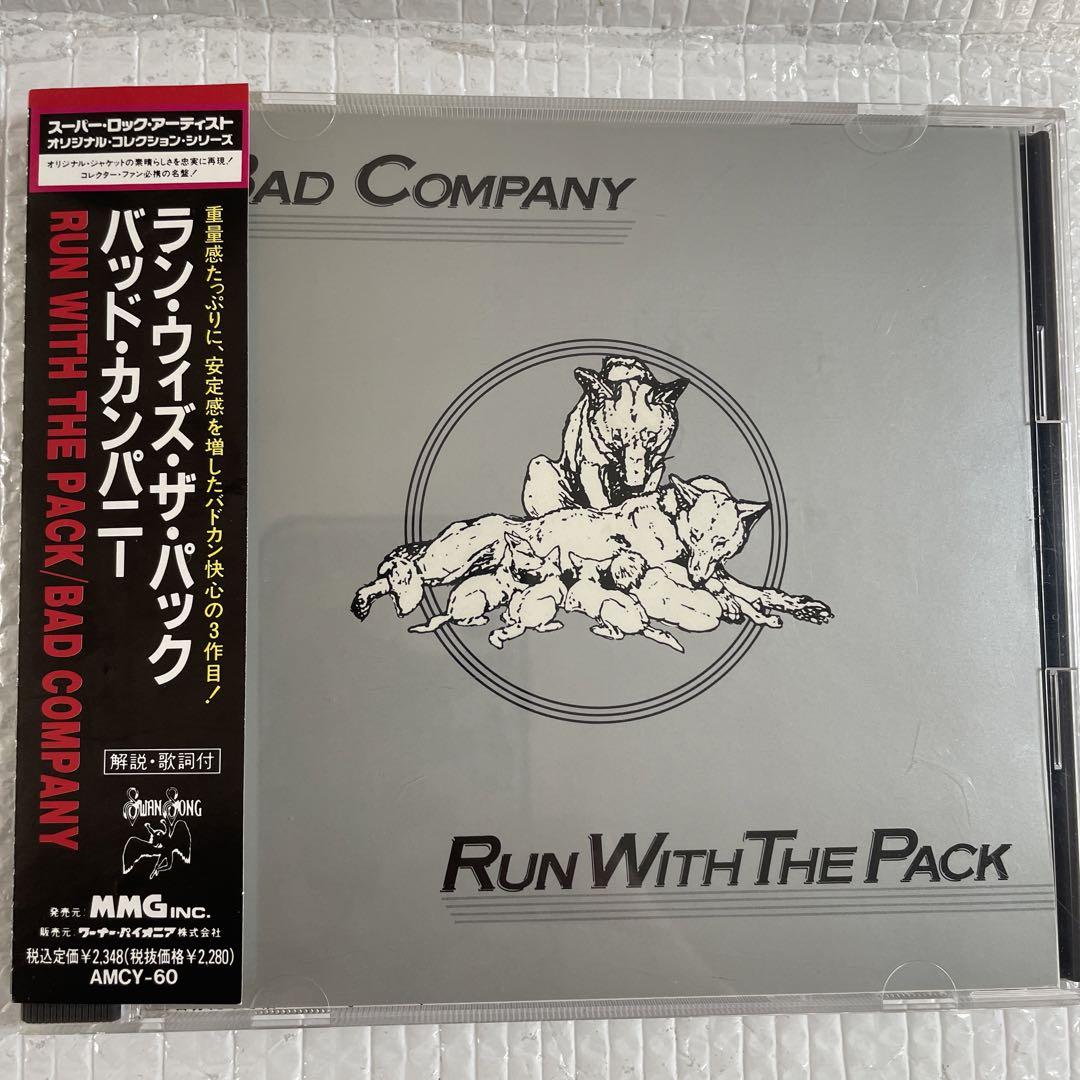 スーパー・ロック・アーティスト
オリジナル・コレクション・シリーズ
オリジナル・ジャケットの素晴らしさを忠実に再現!
コレクター・ファン必携の名盤!
重量感たっぷりに、安定感を増したバドカン快心の3作目!
ラン・ウィズ・ザ・パック
バッド・カンパニー
RUN WITH THE PACK/BAD COMPANY
解説・歌詞付
SWAN SONG
発売元: MMG INC.
販売元: ワーナー・パイオニア株式会社
税込定価¥2,348(税抜価格¥2,280)
AMCY-60
BAD COMPANY
RUN WITH THE PACK